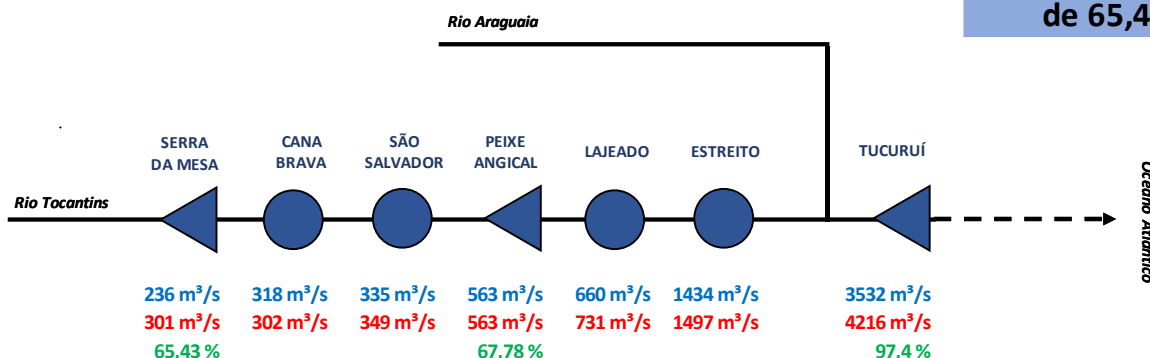 de 65,4
Rio Araguaia
SERRA
DA MESA
CANA
BRAVA
SÃO
SALVADOR
PEIXE
ANGICAL
LAJEADO
ESTREITO
TUCURUÍ
Rio Tocantins
Oceano Atlântico
236 m³/s 318 m³/s 335 m³/s 563 m³/s 660 m³/s 1434 m³/s 3532 m³/s
301 m³/s 302 m³/s 349 m³/s 563 m³/s 731 m³/s 1497 m³/s 4216 m³/s
65.43 % 67.78 % 97.4 %